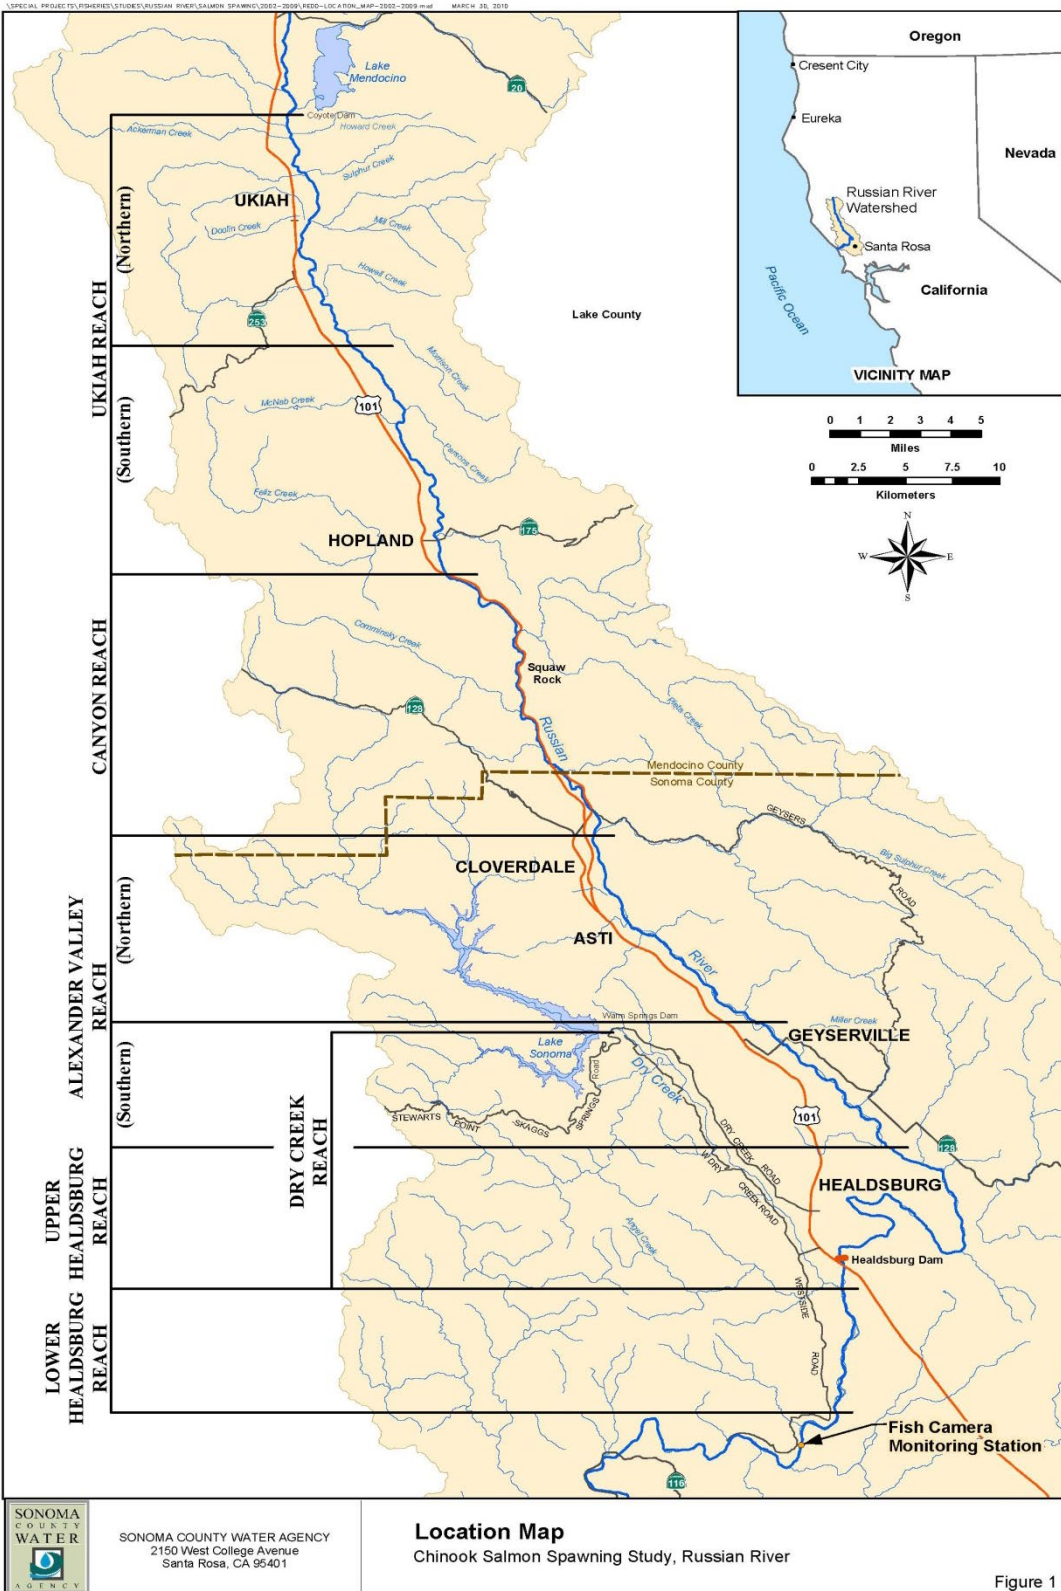 \SPECIAL PROJECTS\FISHERIES\STUDIES\RUSSIAN RIVER\SALMON SPAWING\2002-2009\REDD-LOCATION_MAP-2002-2009.mxd MARCH 30, 2010
Lake
Mendocino
20
Coyote Dam
Ackerman Creek
Howard Creek
Sulphur Creek
UKIAH
Doolin Creek
Mill Creek
Howell Creek
253
(Northern)
UKIAH REACH
(Southern)
Morrison Creek
McNab Creek
101
Parsons Creek
Feliz Creek
HOPLAND
175
Lake County
Oregon
Cresent City
Eureka
Nevada
Russian River
Watershed
Santa Rosa
California
Pacific Ocean
VICINITY MAP
0 1 2 3 4 5
Miles
0 2.5 5 7.5 10
Kilometers
N
W E
S
CANYON REACH
Comminsky Creek
Squaw
Rock
128
Pieta Creek
Russian
Mendocino County
Sonoma County
GEYSERS
ROAD
Big Sulphur Creek
CLOVERDALE
ASTI
River
(Northern)
ALEXANDER VALLEY
REACH
(Southern)
Warm Springs Dam
Miller Creek
GEYSERVILLE
Lake
Sonoma
Dry Creek
STEWARTS
POINT
SKAGGS
SPRINGS
Road
DRY CREEK
REACH
DRY CREEK ROAD
W DRY
CREEK ROAD
101
128
HEALDSBURG
UPPER
HEALDSBURG
REACH
Angel Creek
Healdsburg Dam
WESTSIDE
ROAD
LOWER
HEALDSBURG
REACH
Fish Camera
Monitoring Station
116
SONOMA
COUNTY
WATER
AGENCY
SONOMA COUNTY WATER AGENCY
2150 West College Avenue
Santa Rosa, CA 95401
Location Map
Chinook Salmon Spawning Study, Russian River
Figure 1